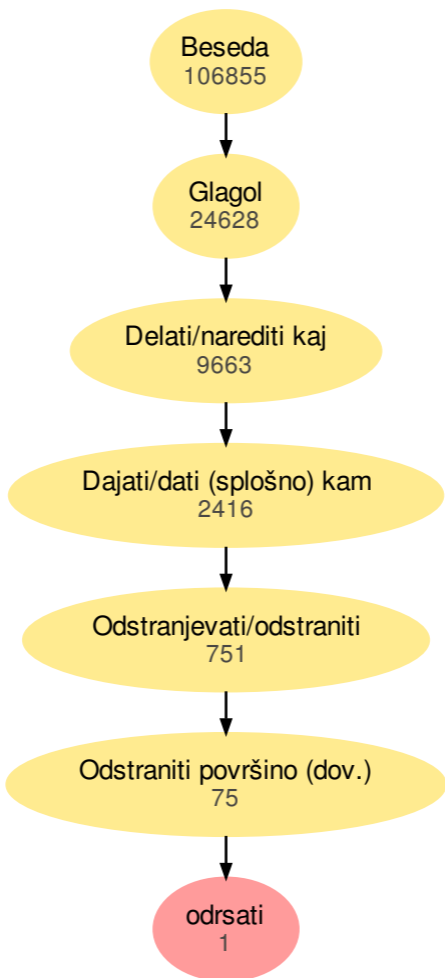 Beseda
106855
Glagol
24628
Delati/narediti kaj
9663
Dajati/dati (splošno) kam
2416
Odstranjevati/odstraniti
751
Odstraniti površino (dov.)
75
odrsati
1